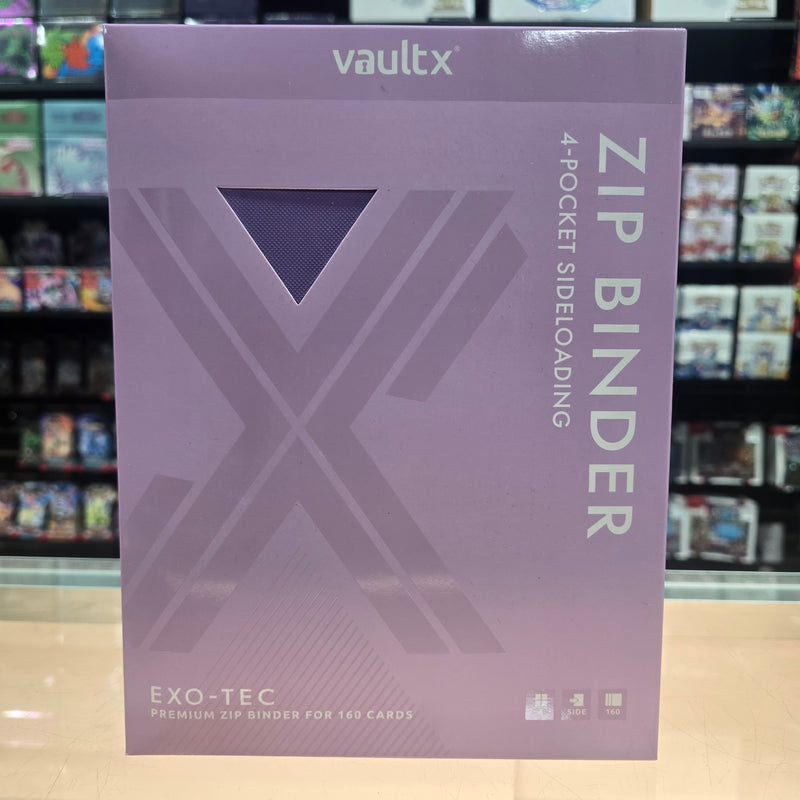 vaultx®
ZIP BINDER
4-POCKET SIDELOADING
EXO-TEC
PREMIUM ZIP BINDER FOR 160 CARDS
SIDE
160